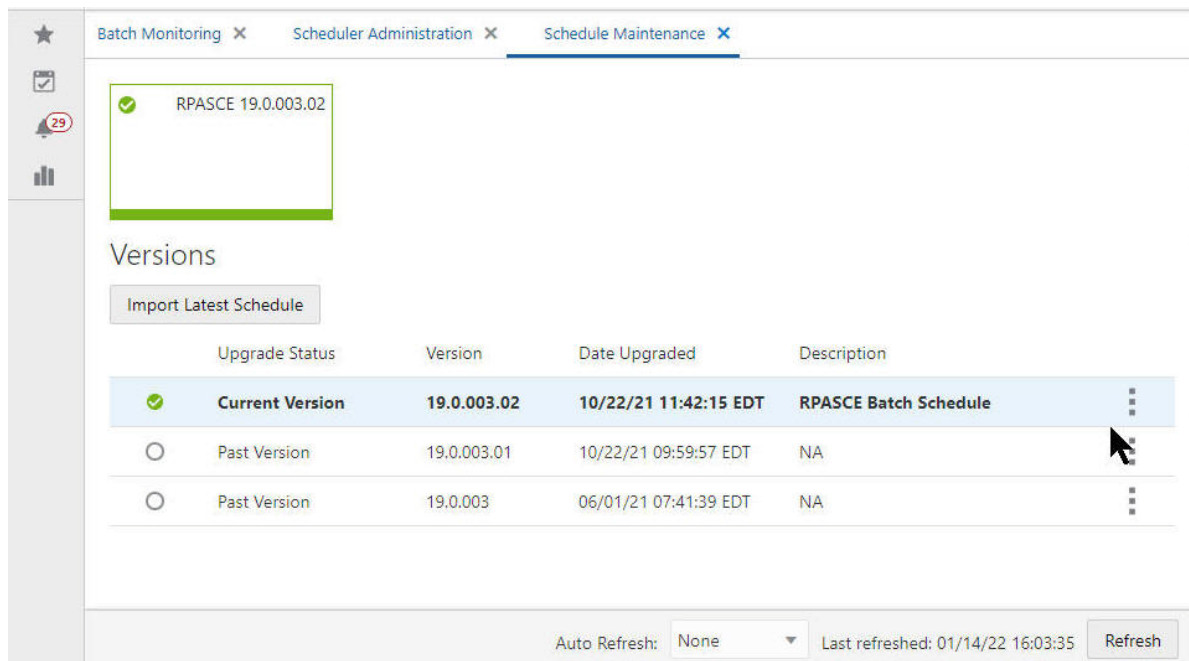 Batch Monitoring Scheduler Administration Schedule Maintenance
RPASCE 19.0.003.02
29
Versions
Import Latest Schedule
Upgrade Status Version Date Upgraded Description
Current Version 19.0.003.02 10/22/21 11:42:15 EDT RPASCE Batch Schedule
Past Version 19.0.003.01 10/22/21 09:59:57 EDT NA
Past Version 19.0.003 06/01/21 07:41:39 EDT NA
Auto Refresh: None Last refreshed: 01/14/22 16:03:35 Refresh